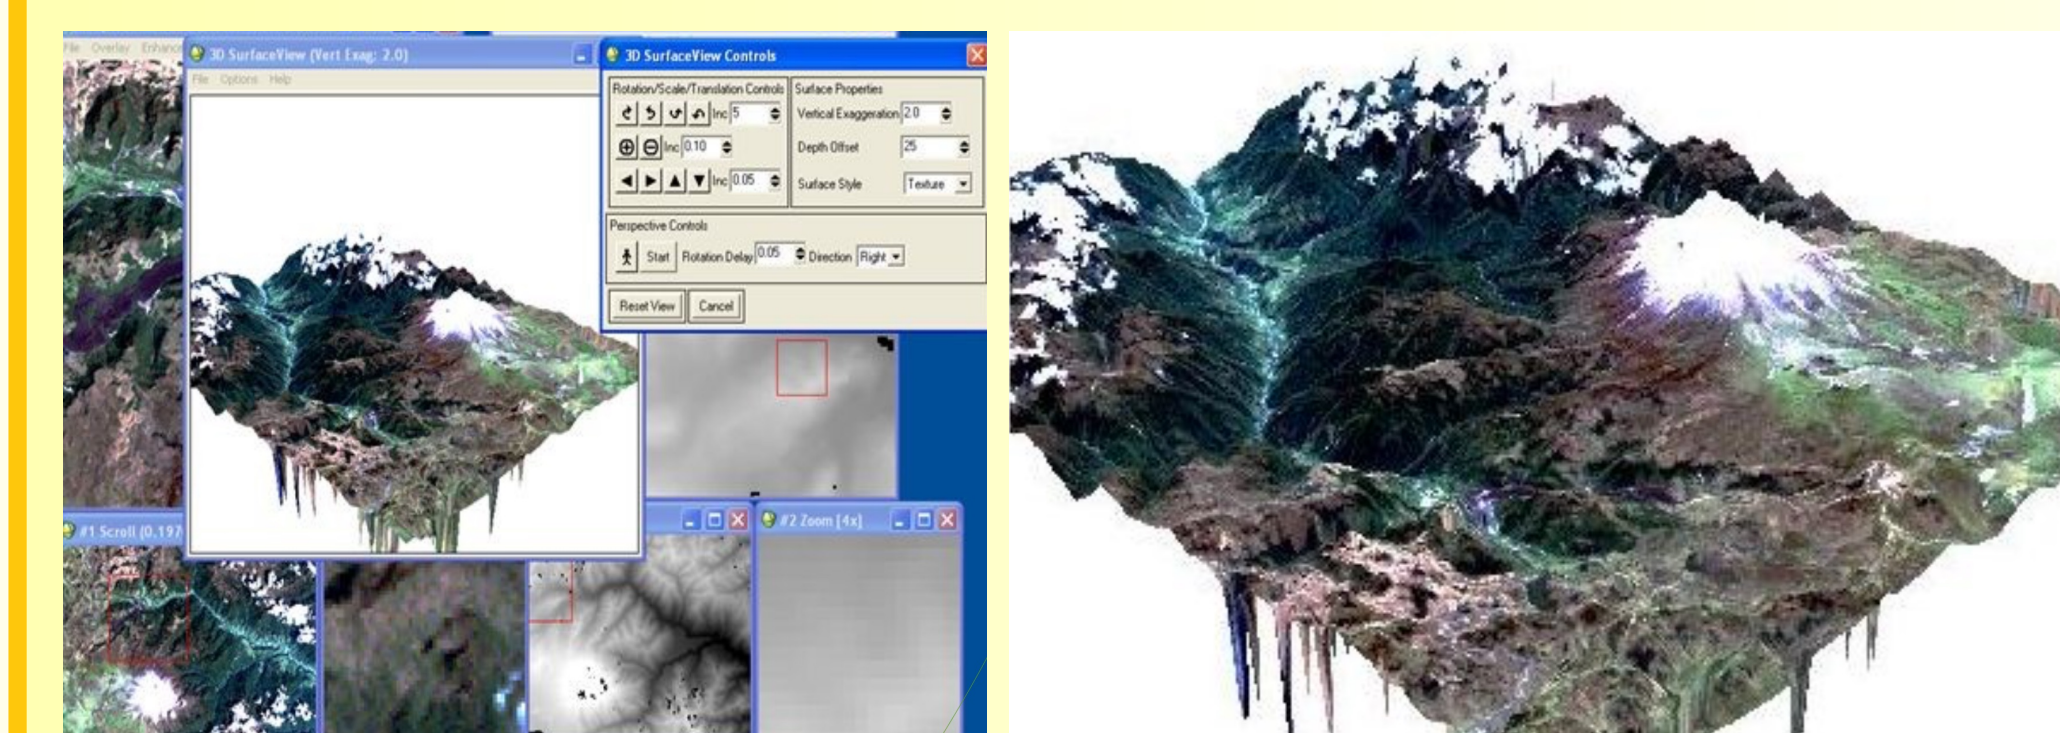 File Overlay Enhance
3D SurfaceView (Vert Exag: 2.0)
File Options Help
3D SurfaceView Controls
Rotation/Scale/Translation Controls
Inc 5
Inc 0.10
Inc 0.05
Surface Properties
Vertical Exaggeration 2.0
Depth Offset 25
Surface Style Texture
Perspective Controls
Start Rotation Delay 0.05 Direction Right
Reset View Cancel
#1 Scroll (0.197
#2 Zoom [4x]